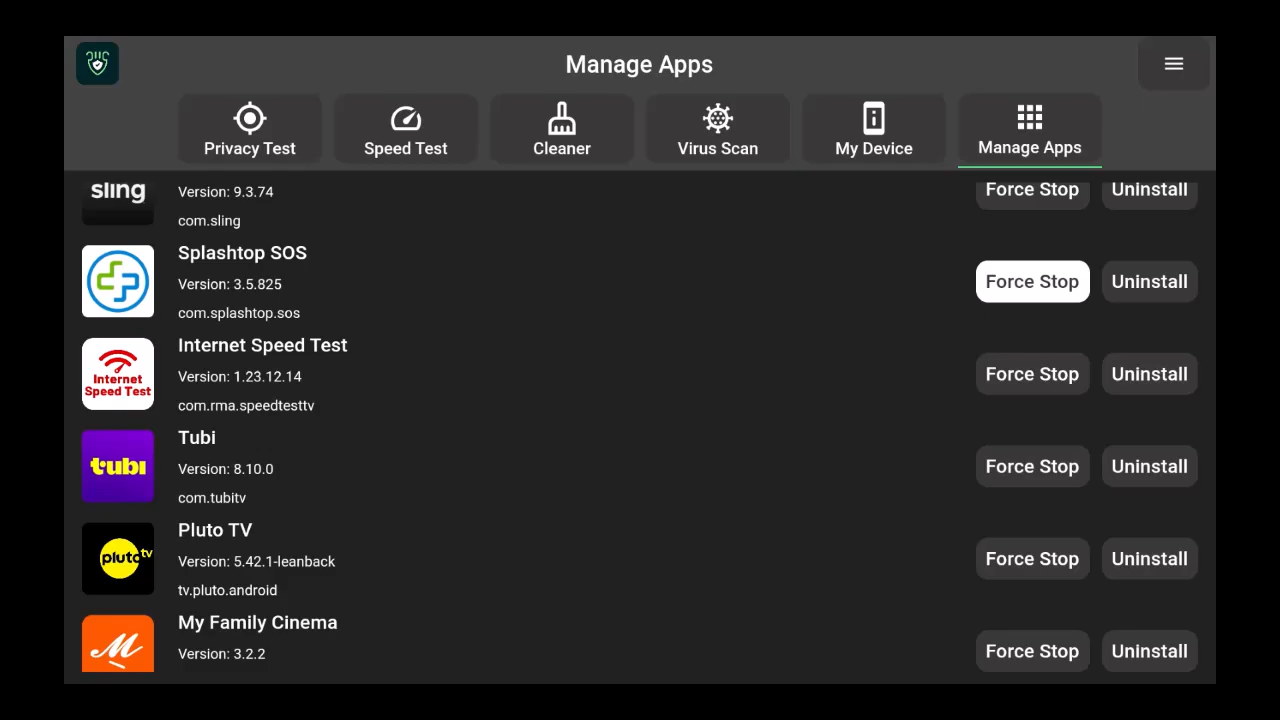 Manage Apps
Privacy Test
Speed Test
Cleaner
Virus Scan
My Device
Manage Apps
sling
Version: 9.3.74
com.sling
Force Stop
Uninstall
Splashtop SOS
Version: 3.5.825
com.splashtop.sos
Force Stop
Uninstall
Internet
Speed Test
Internet Speed Test
Version: 1.23.12.14
com.rma.speedtesttv
Force Stop
Uninstall
tubi
Tubi
Version: 8.10.0
com.tubitv
Force Stop
Uninstall
pluto tv
Pluto TV
Version: 5.42.1-leanback
tv.pluto.android
Force Stop
Uninstall
M
My Family Cinema
Version: 3.2.2
Force Stop
Uninstall